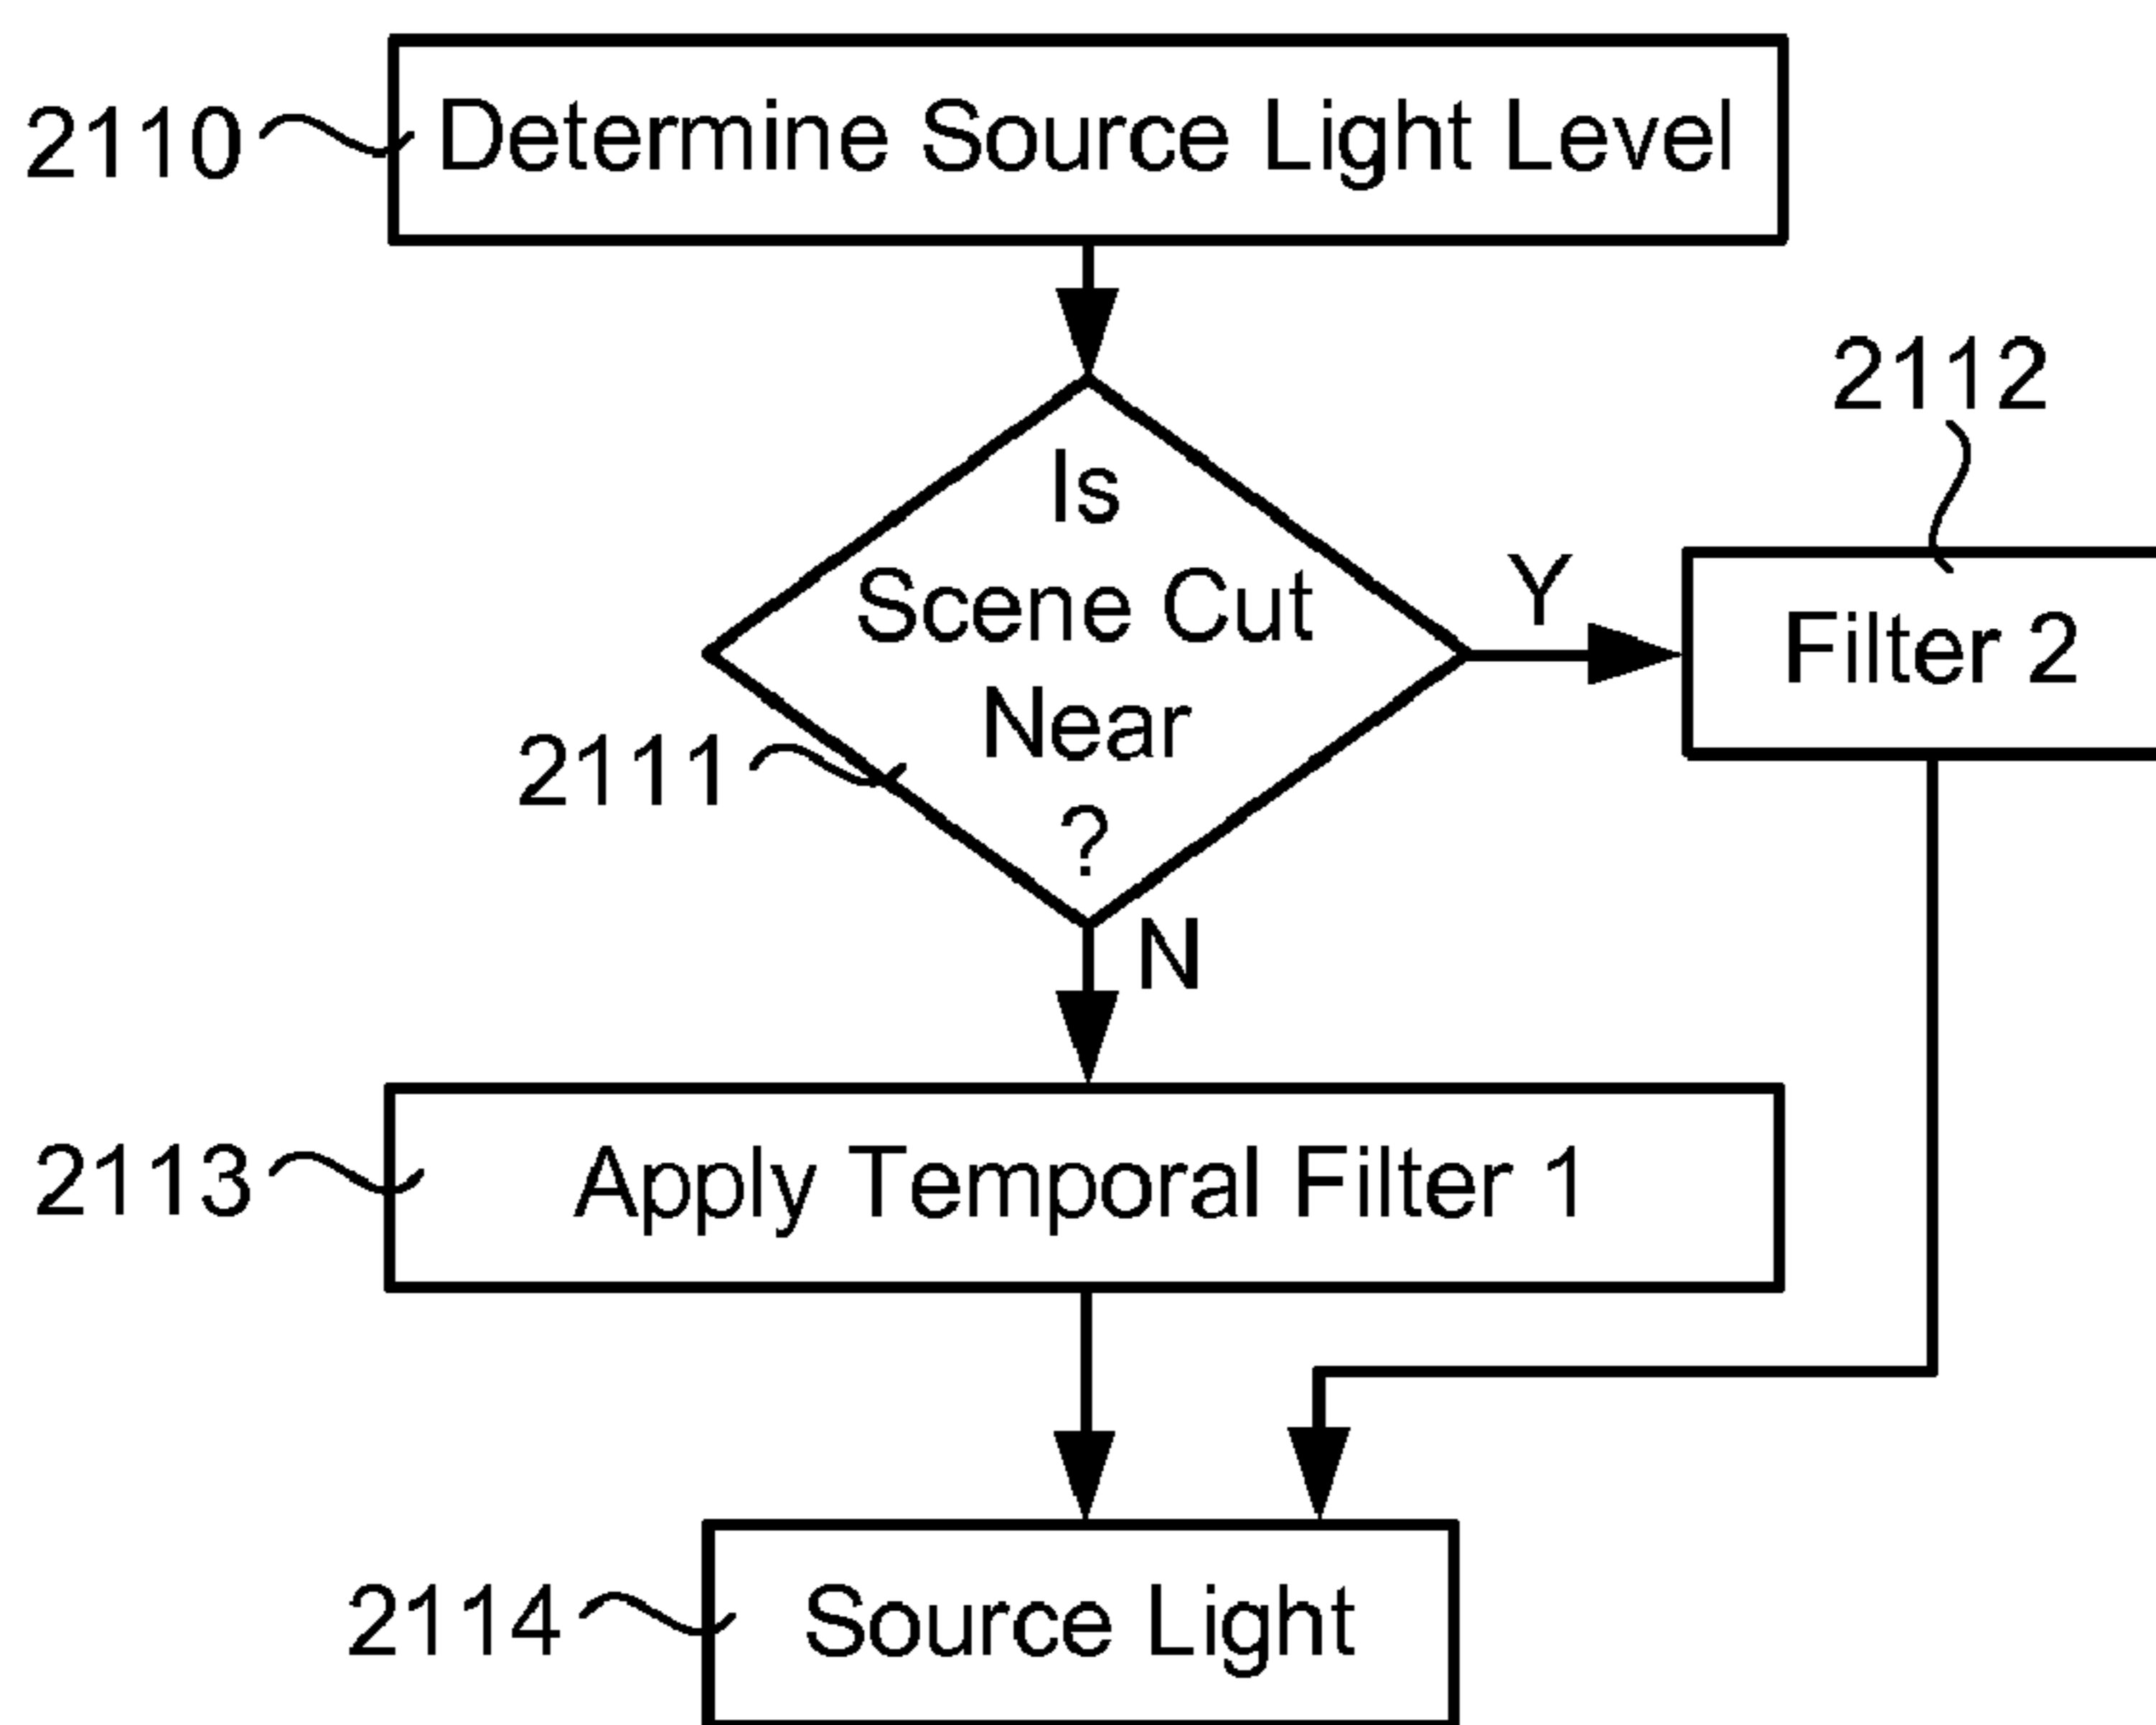 2110
Determine Source Light Level
Is
Scene Cut
Near
?
2111
Y
2112
Filter 2
N
2113
Apply Temporal Filter 1
2114
Source Light